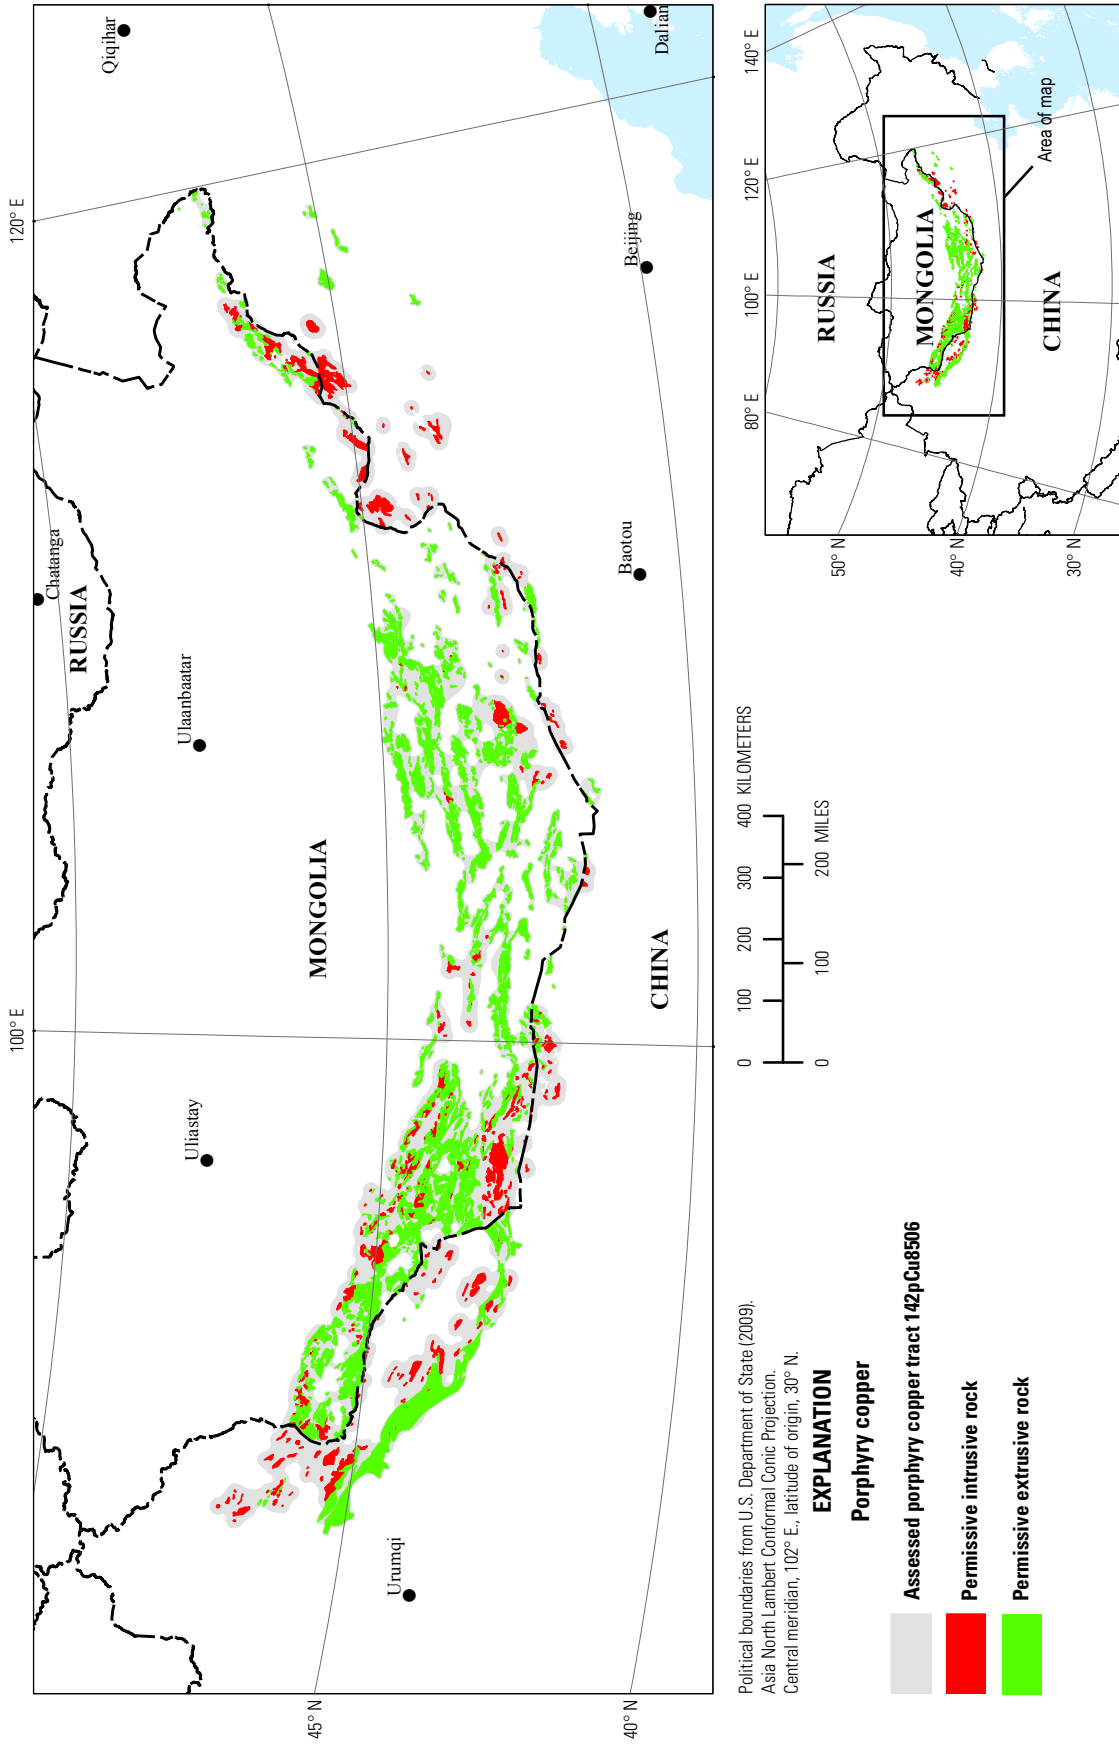 120° E
100° E
45° N
40° N
Qiqihar
Dalian
Chatanga
RUSSIA
Ulaanbaatar
Beijing
Baotou
MONGOLIA
CHINA
Uliastay
Urumqi
140° E
120° E
100° E
80° E
50° N
40° N
30° N
RUSSIA
MONGOLIA
CHINA
Area of map
0 100 200 300 400 KILOMETERS
0 100 200 MILES
Political boundaries from U.S. Department of State (2009).
Asia North Lambert Conformal Conic Projection.
Central meridian, 102° E., latitude of origin, 30° N.
EXPLANATION
Porphyry copper
Assessed porphyry copper tract 142pCu8506
Permissive intrusive rock
Permissive extrusive rock